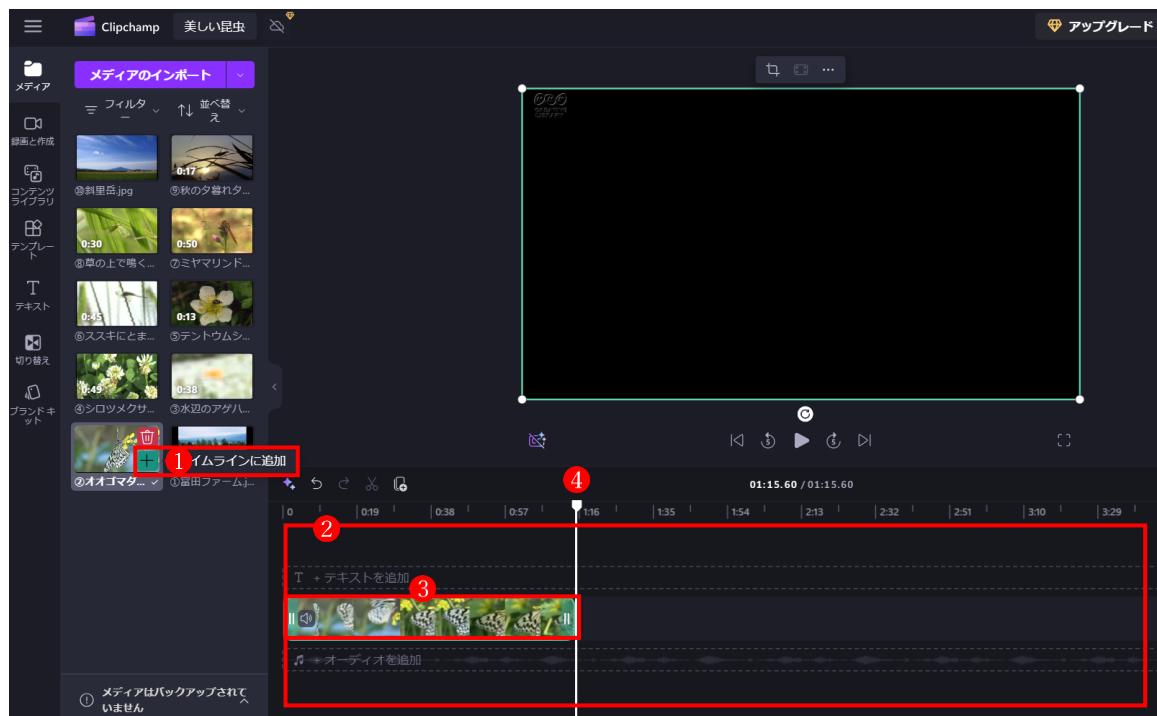 Clipchamp
美しい昆虫
アップグレード
メディア
録画と作成
コンテンツ
ライブラリ
テンプレー
ト
テキスト
切り替え
ブランド キ
ット
メディアのインポート
フィルタ
ー
並べ替
え
⑩斜里岳.jpg
0:17
⑨秋の夕暮れタ...
0:30
⑧草の上で鳴く...
0:50
⑦ミヤマリンド...
0:45
⑥ススキにとま...
0:13
⑤テントウムシ...
0:49
④シロツメクサ...
0:38
③水辺のアゲハ...
②オオゴマダ...
①富田ファーム.j...
1
イムラインに追加
メディアはバックアップされて
いません
CREATIVE
LIBRARY
5
5
4
01:15.60 / 01:15.60
0
0:19
0:38
0:57
1:16
1:35
1:54
2:13
2:32
2:51
3:10
3:29
2
T + テキストを追加
3
+ オーディオを追加